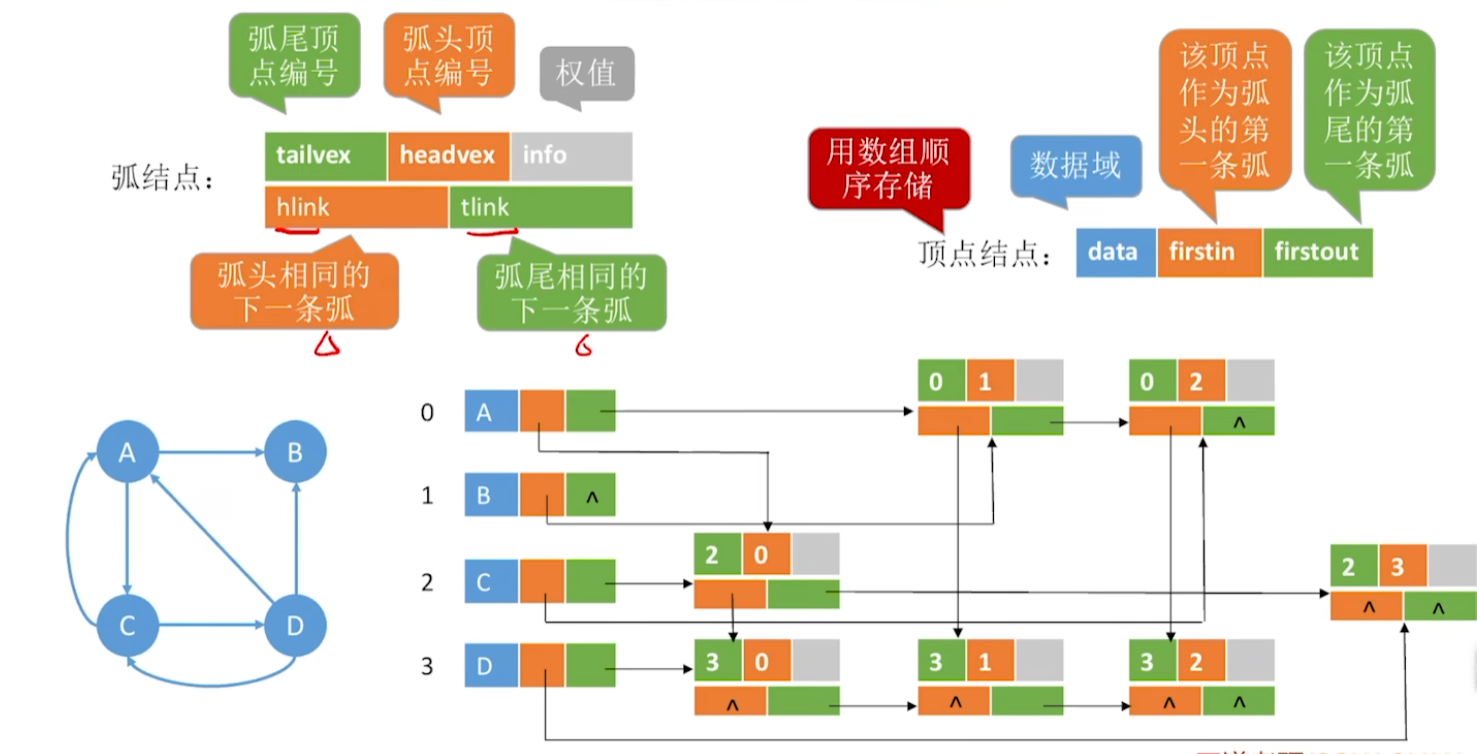 弧尾顶
点编号
弧头顶
点编号
权值
tailvex headvex info
弧结点：
hlink tlink
弧头相同的
下一条弧
弧尾相同的
下一条弧
用数组顺
序存储
数据域
该顶点
作为弧
头的第
一条弧
该顶点
作为弧
尾的第
一条弧
顶点结点：
data firstin firstout
A B
C D
0 A
0 1
0 2
^
1 B ^
2 C
2 0
2 3
^ ^
3 D
3 0
3 1
3 2
^ ^ ^ ^